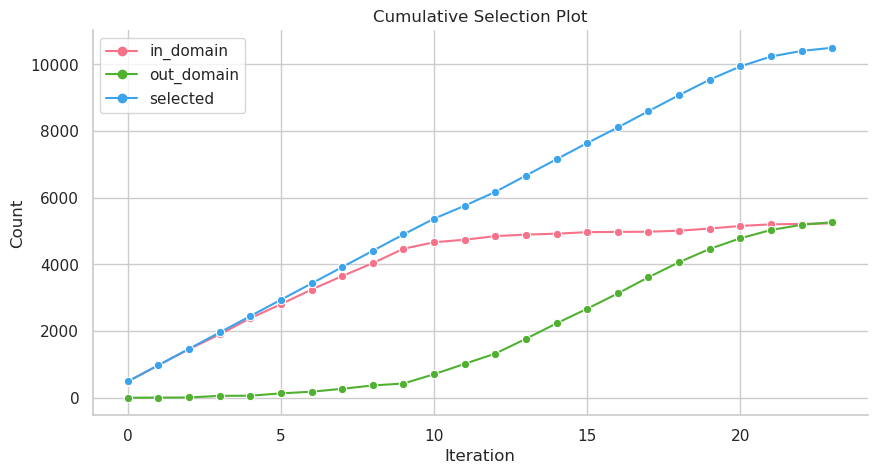 Cumulative Selection Plot
in_domain
out_domain
selected
Count
10000
8000
6000
4000
2000
0
0 5 10 15 20
Iteration